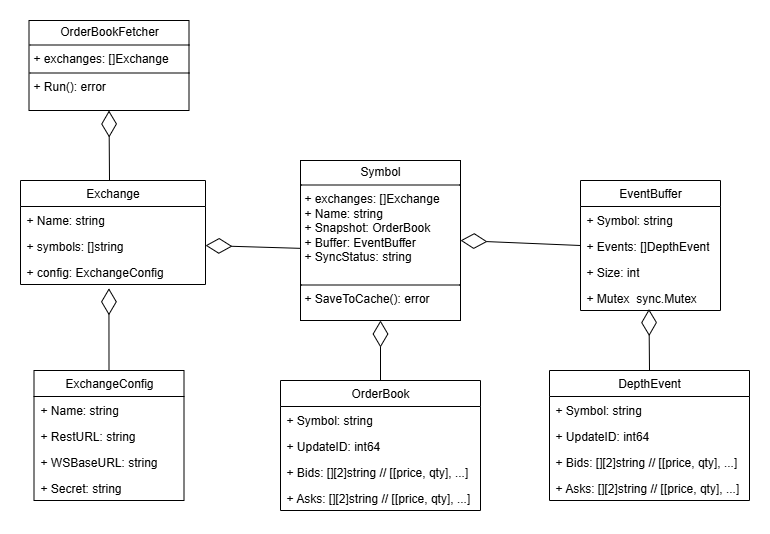 OrderBookFetcher
+ exchanges: []Exchange
+ Run(): error
Exchange
+ Name: string
+ symbols: []string
+ config: ExchangeConfig
Symbol
+ exchanges: []Exchange
+ Name: string
+ Snapshot: OrderBook
+ Buffer: EventBuffer
+ SyncStatus: string
+ SaveToCache(): error
EventBuffer
+ Symbol: string
+ Events: []DepthEvent
+ Size: int
+ Mutex  sync.Mutex
ExchangeConfig
+ Name: string
+ RestURL: string
+ WSBaseURL: string
+ Secret: string
OrderBook
+ Symbol: string
+ UpdateID: int64
+ Bids: [][2]string // [[price, qty], ...]
+ Asks: [][2]string // [[price, qty], ...]
DepthEvent
+ Symbol: string
+ UpdateID: int64
+ Bids: [][2]string // [[price, qty], ...]
+ Asks: [][2]string // [[price, qty], ...]